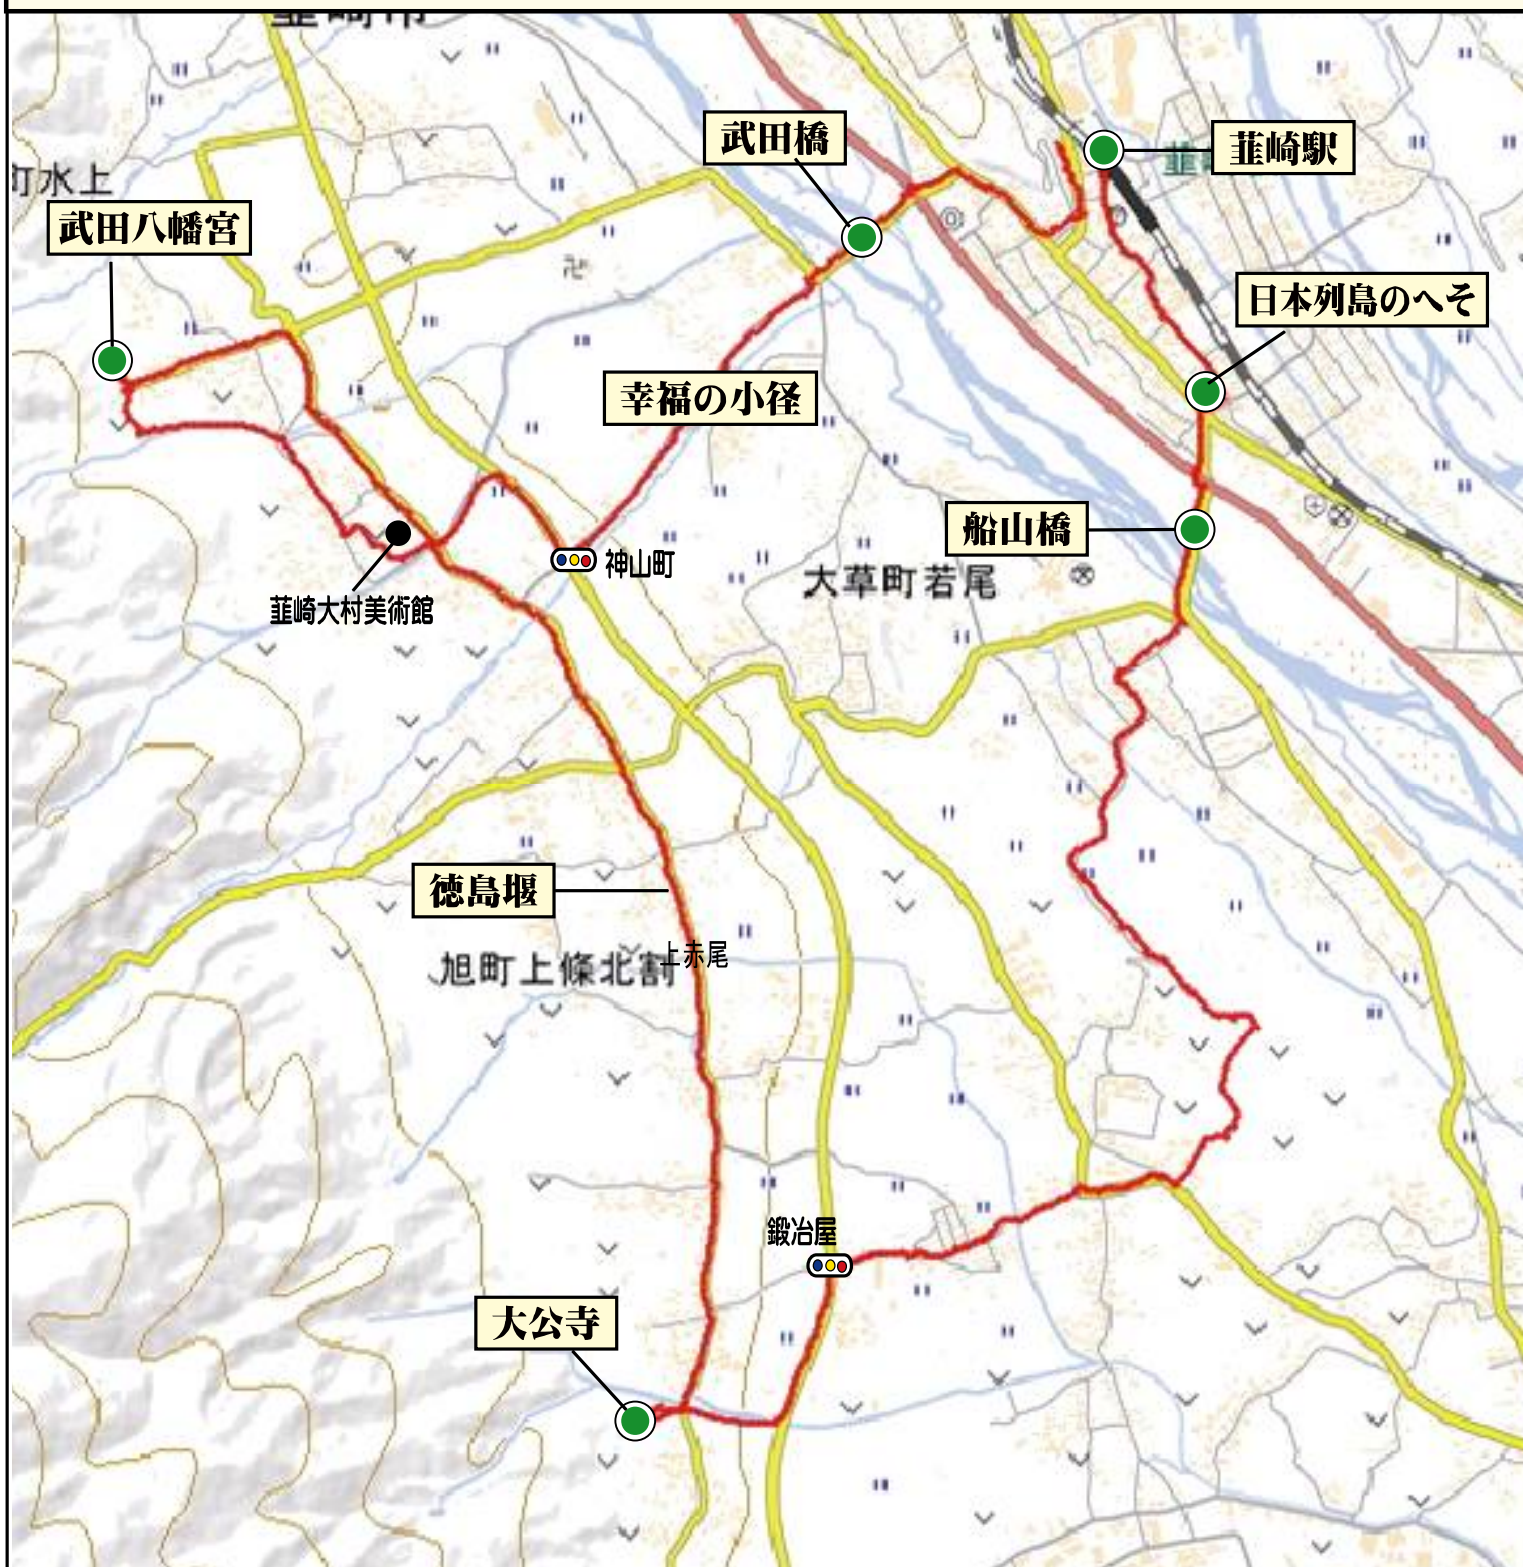 韮崎市
武田橋
韮崎駅
町水上
武田八幡宮
日本列島のへそ
幸福の小径
船山橋
神山町
大草町若尾
韮崎大村美術館
徳島堰
上赤尾
旭町上條北割
鍛冶屋
大公寺